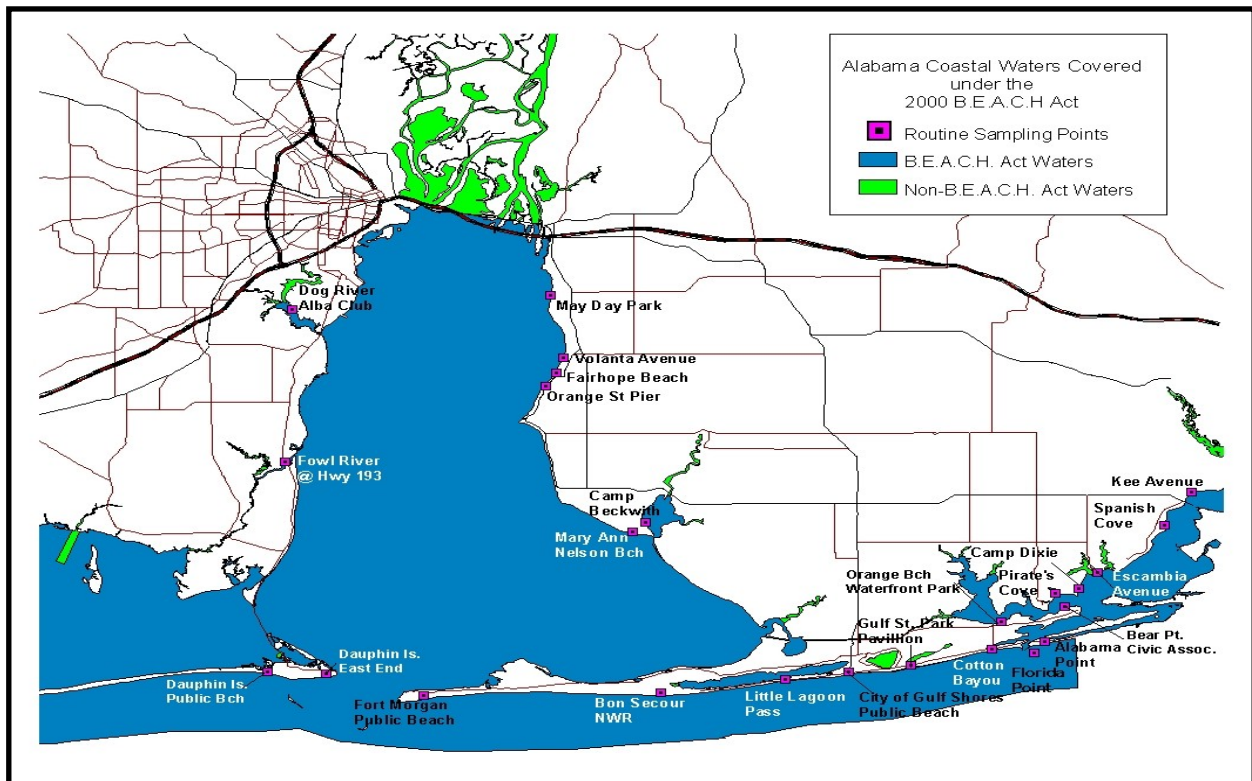 Alabama Coastal Waters Covered
under the
2000 B.E.A.C.H Act
Routine Sampling Points
B.E.A.C.H. Act Waters
Non-B.E.A.C.H. Act Waters
Dog River
Alba Club
May Day Park
Volanta Avenue
Fairhope Beach
Orange St Pier
Fowl River
@ Hwy 193
Camp
Beckwith
Mary Ann
Nelson Bch
Kee Avenue
Spanish
Cove
Camp Dixie
Orange Bch
Waterfront Park
Pirate's
Cove
Escambia
Avenue
Gulf St. Park
Pavillion
Bear Pt.
Civic Assoc.
Alabama
Point
Florida
Point
Cotton
Bayou
Dauphin Is.
East End
Dauphin Is.
Public Bch
Fort Morgan
Public Beach
Bon Secour
NWR
Little Lagoon
Pass
City of Gulf Shores
Public Beach